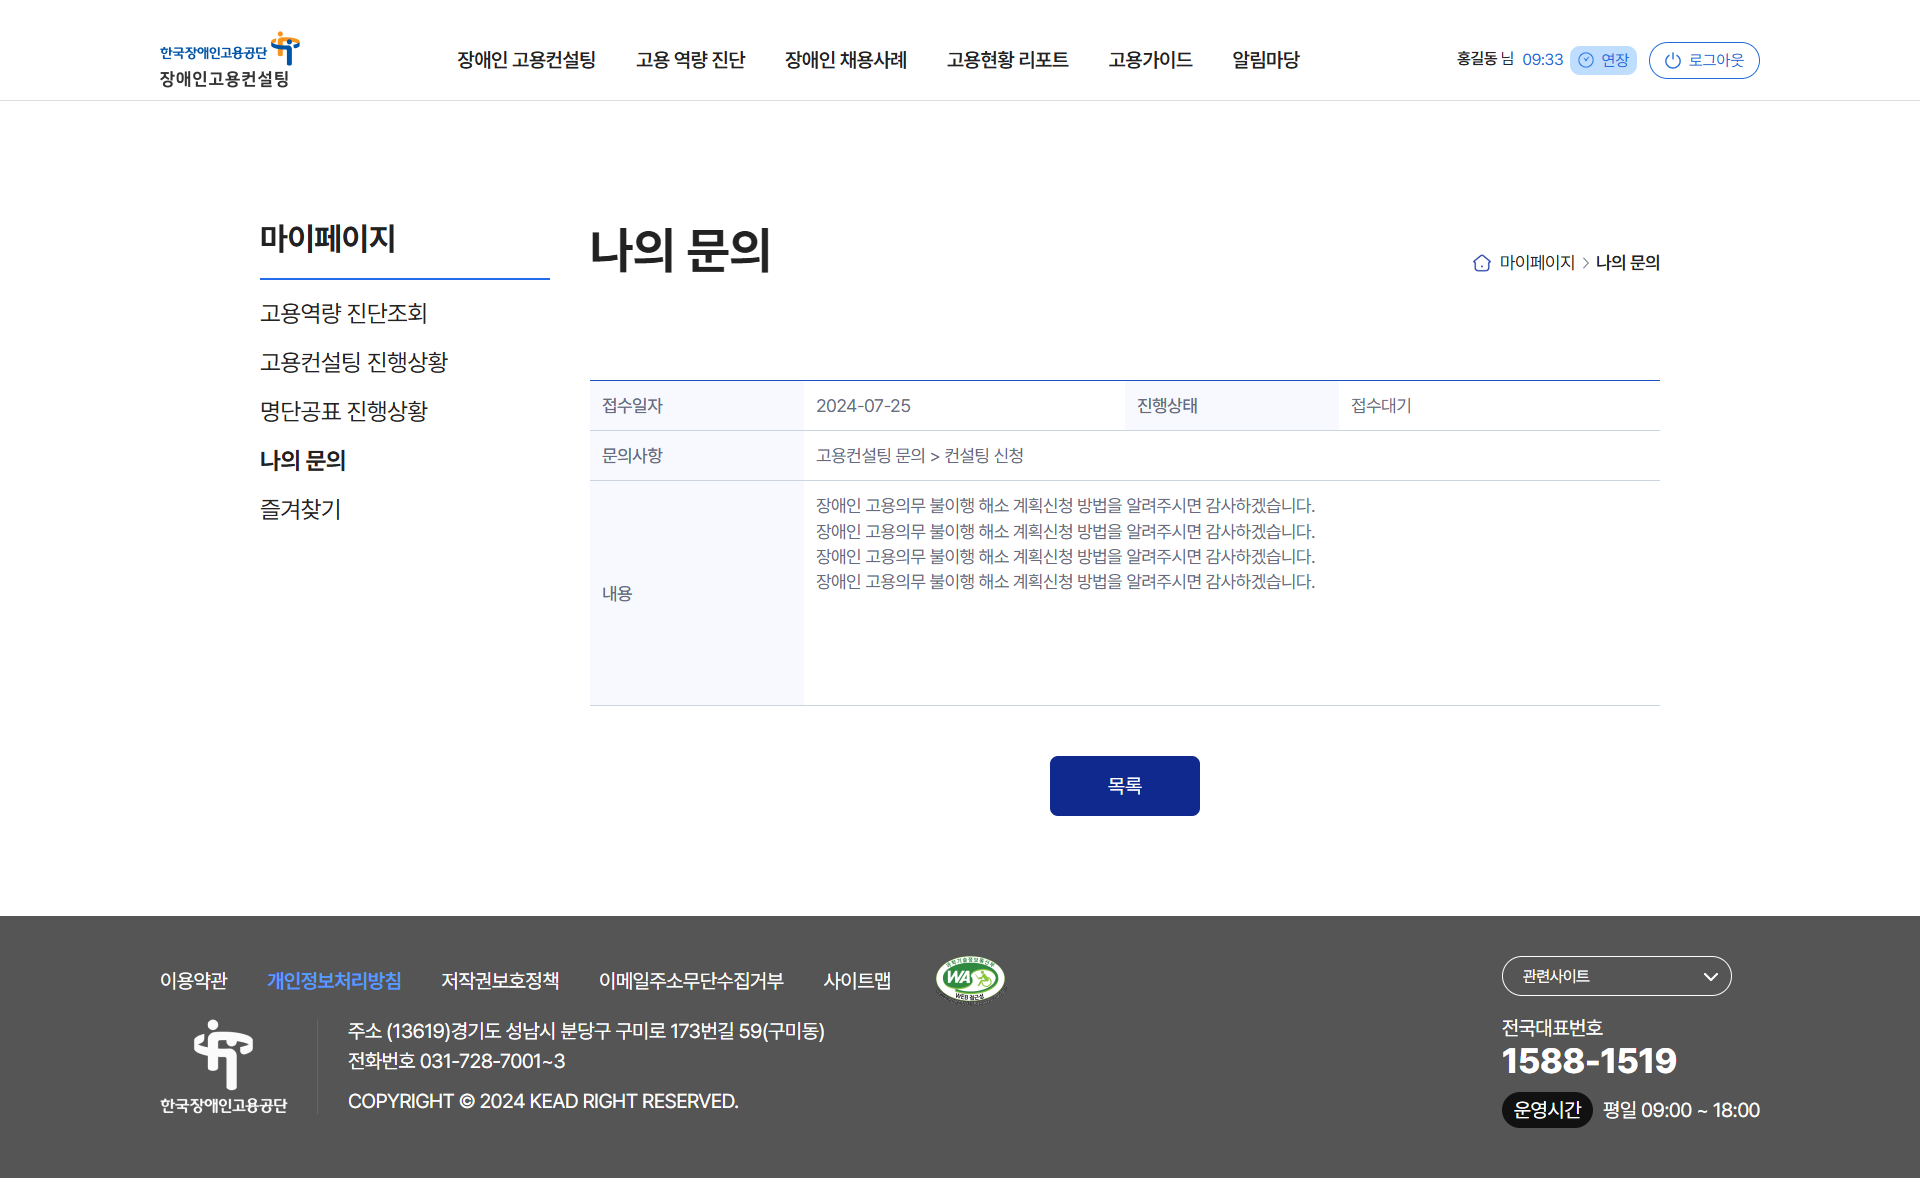 한국장애인고용공단
장애인고용컨설팅
장애인 고용컨설팅 고용 역량 진단 장애인 채용사례 고용현황 리포트 고용가이드 알림마당
홍길동 님 09:33 연장 로그아웃
마이페이지
고용역량 진단조회
고용컨설팅 진행상황
명단공표 진행상황
나의 문의
즐겨찾기
나의 문의
마이페이지 > 나의 문의
접수일자 2024-07-25 진행상태 접수대기
문의사항 고용컨설팅 문의 > 컨설팅 신청
내용
장애인 고용의무 불이행 해소 계획신청 방법을 알려주시면 감사하겠습니다.
장애인 고용의무 불이행 해소 계획신청 방법을 알려주시면 감사하겠습니다.
장애인 고용의무 불이행 해소 계획신청 방법을 알려주시면 감사하겠습니다.
장애인 고용의무 불이행 해소 계획신청 방법을 알려주시면 감사하겠습니다.
목록
이용약관 개인정보처리방침 저작권보호정책 이메일주소무단수집거부 사이트맵
WA
WEB 접근성
한국장애인고용공단
주소 (13619)경기도 성남시 분당구 구미로 173번길 59(구미동)
전화번호 031-728-7001~3
COPYRIGHT © 2024 KEAD RIGHT RESERVED.
관련사이트
전국대표번호
1588-1519
운영시간 평일 09:00 ~ 18:00